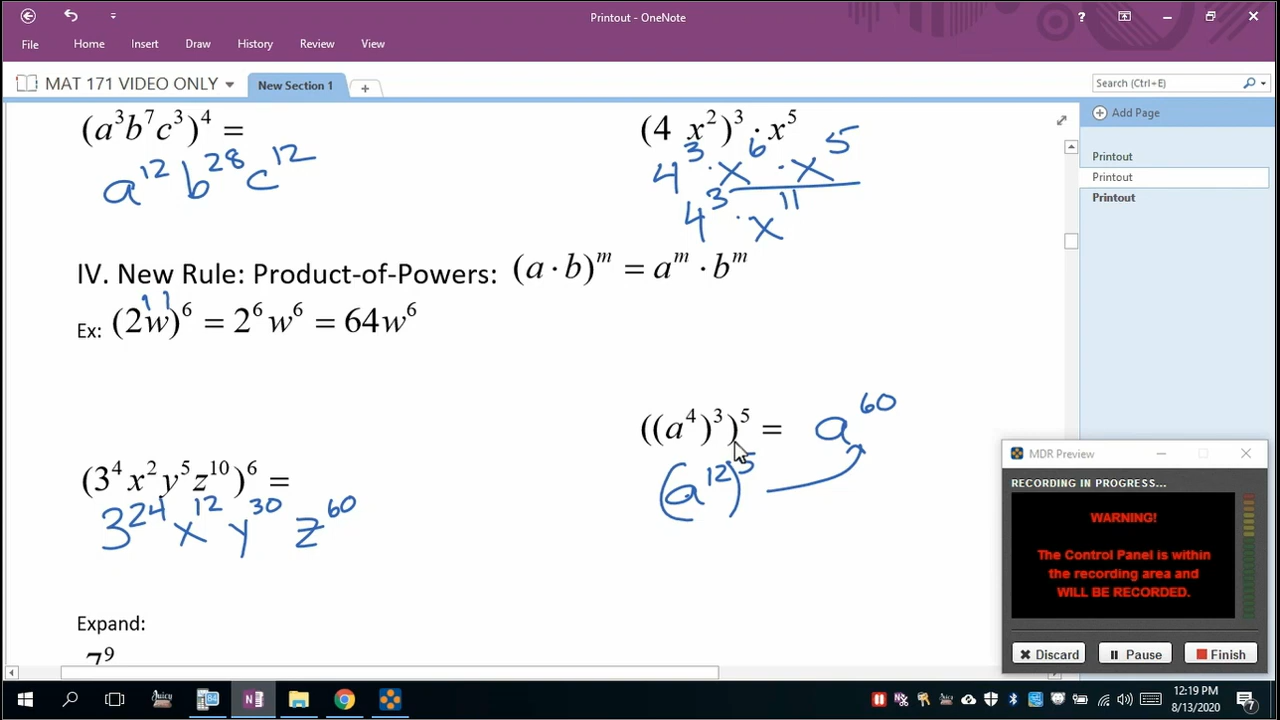 Printout - OneNote
?
File Home Insert Draw History Review View
MAT 171 VIDEO ONLY New Section 1 +
Search (Ctrl+E)
Add Page
Printout
Printout
Printout
(a³b⁷c³)⁴ =
a¹² b²⁸ c¹²
(4 x²)³ · x⁵
4³ · x⁶ · x⁵
4³ · x¹¹
IV. New Rule: Product-of-Powers: (a · b)ᵐ = aᵐ · bᵐ
1 1
Ex: (2w)⁶ = 2⁶w⁶ = 64w⁶
((a⁴)³)⁵ = a⁶⁰
(a¹²)⁵
(3⁴x²y⁵z¹⁰)⁶ =
3²⁴ x¹² y³⁰ z⁶⁰
Expand:
7⁹
MDR Preview
RECORDING IN PROGRESS...
WARNING!
The Control Panel is within
the recording area and
WILL BE RECORDED.
Discard Pause Finish
12:19 PM
8/13/2020
7